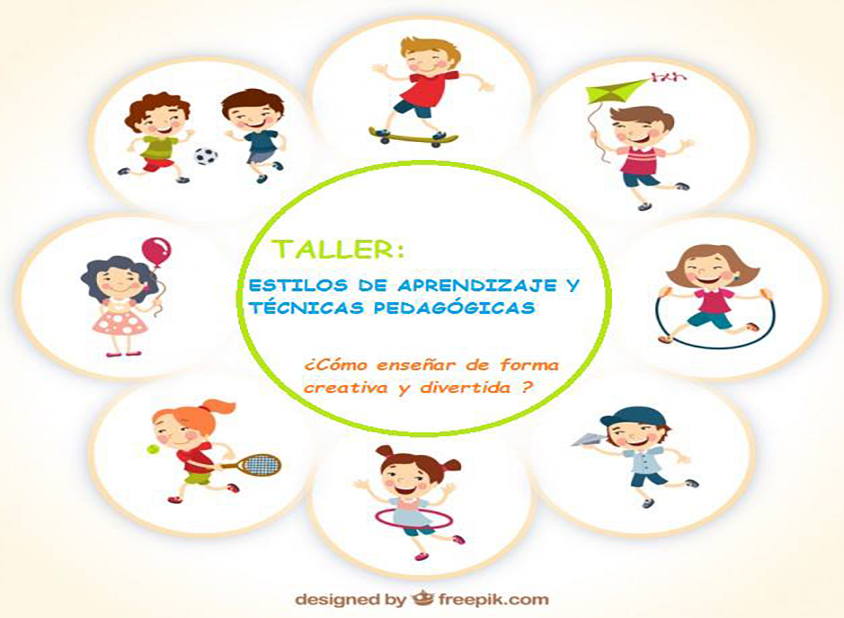 TALLER:
ESTILOS DE APRENDIZAJE Y
TÉCNICAS PEDAGÓGICAS
¿Cómo enseñar de forma
creativa y divertida ?
designed by freepik.com